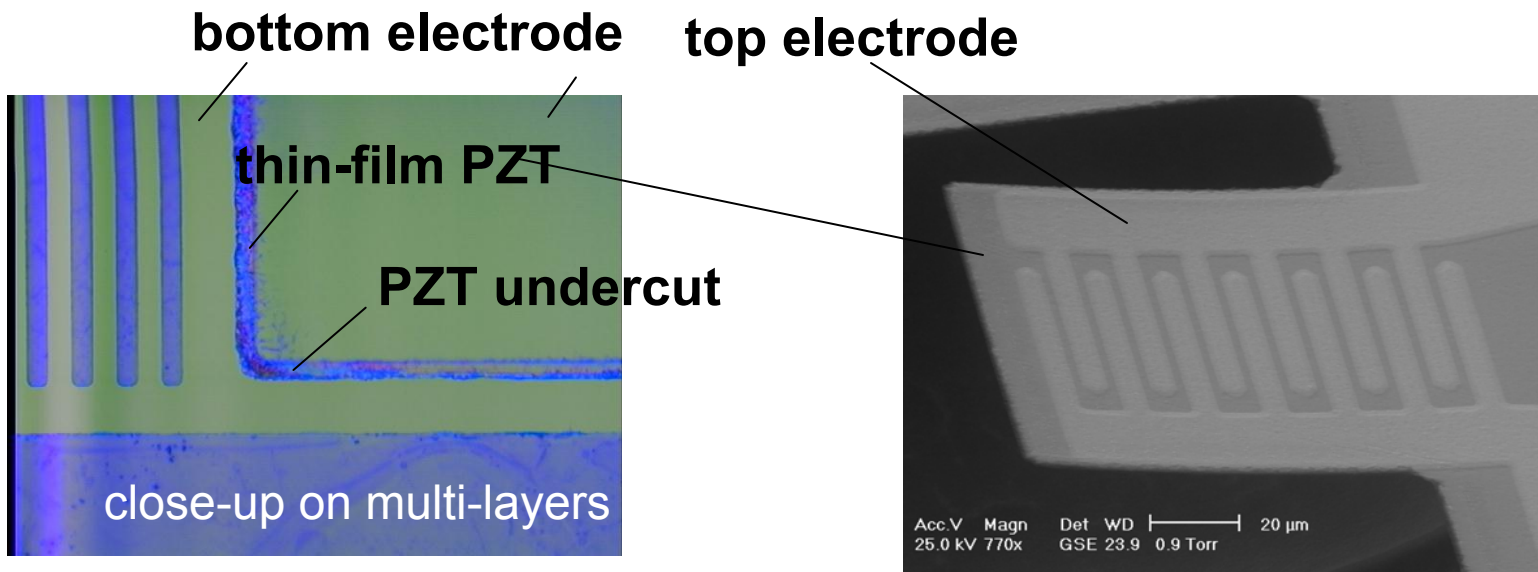 bottom electrode
top electrode
thin-film PZT
PZT undercut
close-up on multi-layers
Acc.V Magn Det WD 20 µm
25.0 kV 770x GSE 23.9 0.9 Torr